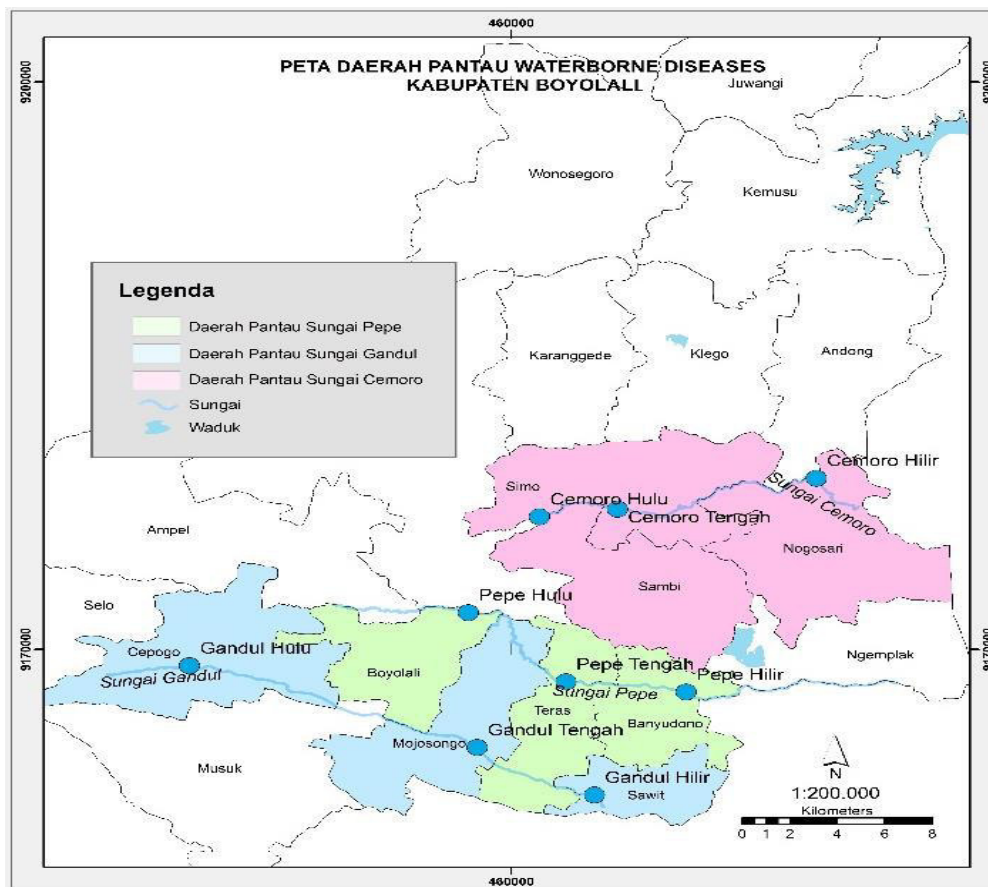 460000
PETA DAERAH PANTAU WATERBORNE DISEASES
KABUPATEN BOYOLALI
9200000
9200000
Juwangi
Wonosegoro
Kemusu
Legenda
Daerah Pantau Sungai Pepe
Daerah Pantau Sungai Gandul
Daerah Pantau Sungai Cemoro
Sungai
Waduk
Karanggede
Klego
Andong
Cemoro Hilir
Simo
Cemoro Hulu
Sungai Cemoro
Cemoro Tengah
Ampel
Nogosari
Sambi
Selo
Pepe Hulu
Cepogo
Gandul Hulu
Sungai Gandul
9170000
9170000
Ngemplak
Boyolali
Pepe Tengah
Pepe Hilir
Sungai Pepe
Teras
Banyudono
Gandul Tengah
Mojosongo
Musuk
Gandul Hilir
Sawit
N
1:200.000
Kilometers
0 1 2 4 6 8
460000